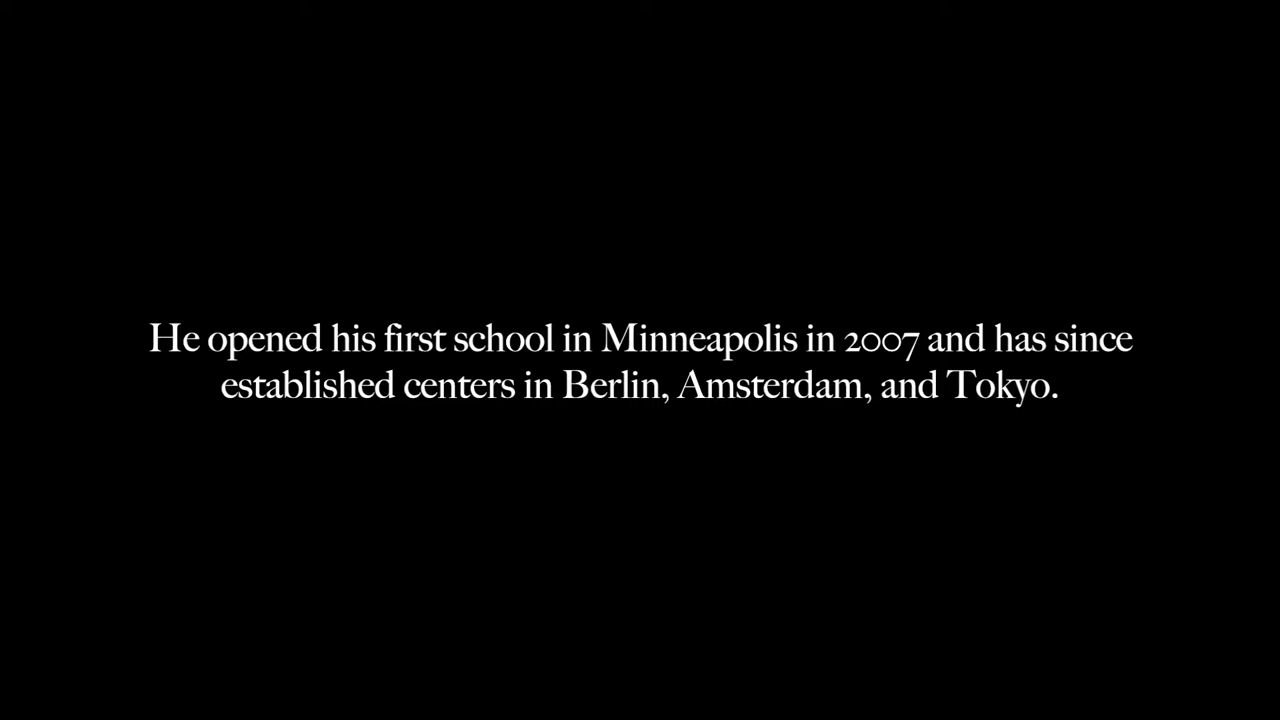 He opened his first school in Minneapolis in 2007 and has since
established centers in Berlin, Amsterdam, and Tokyo.